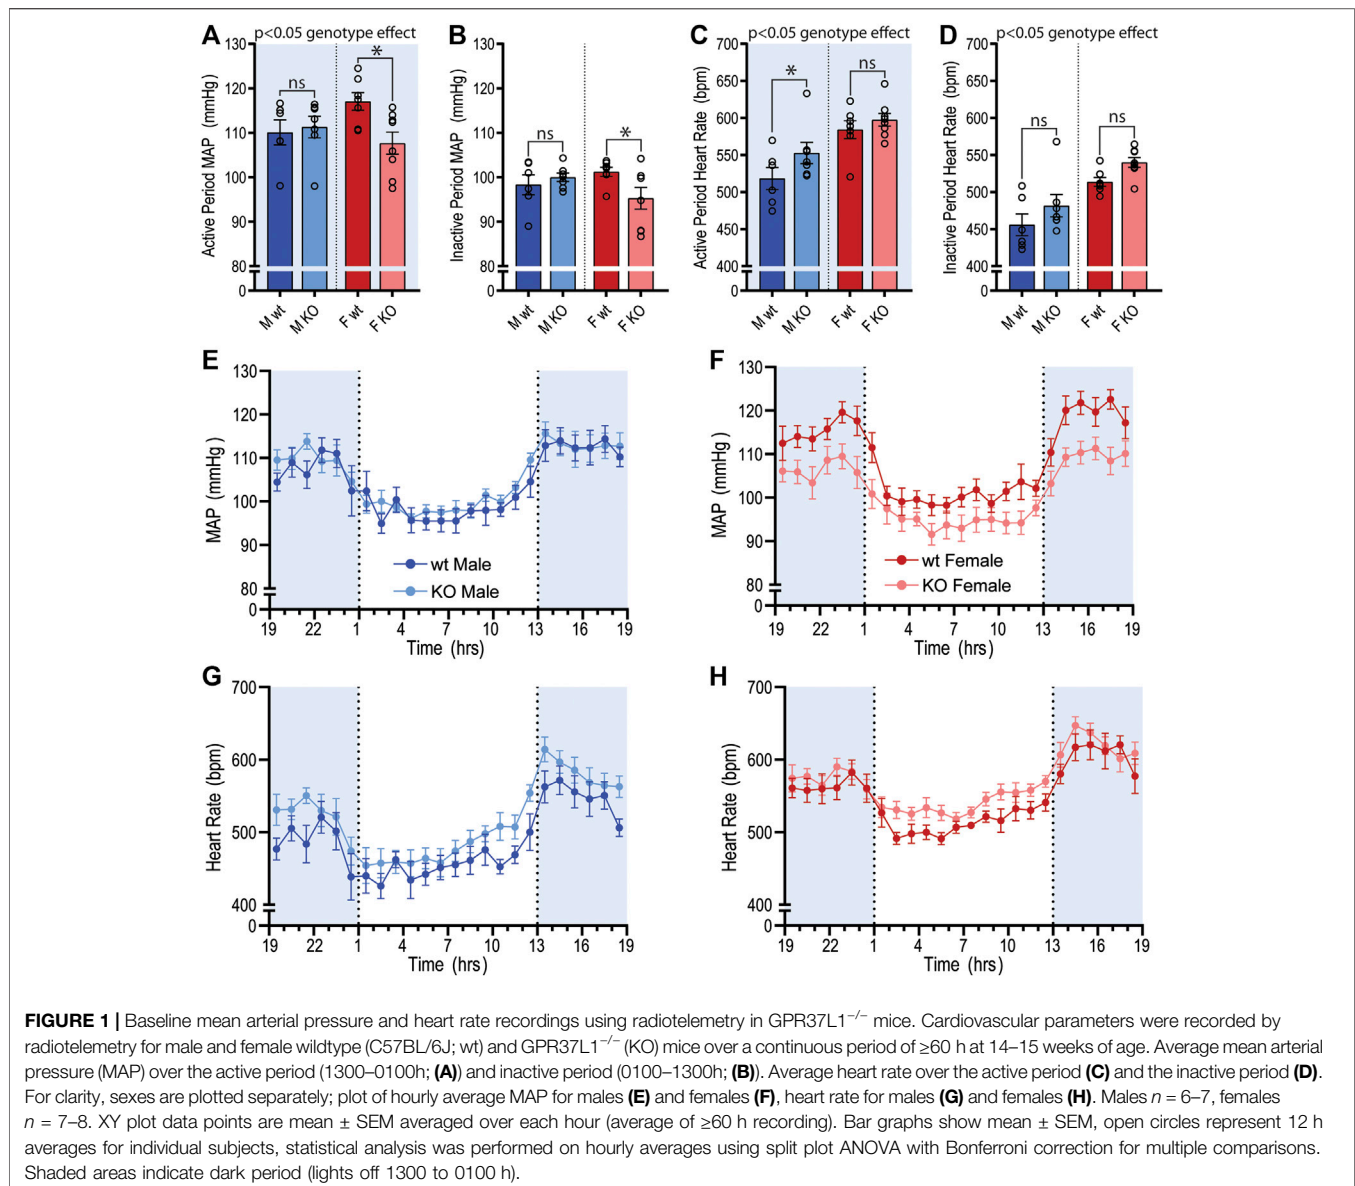 A
p<0.05 genotype effect
Active Period MAP (mmHg)
130
120
110
100
90
80
0
ns
*
M wt
M KO
F wt
F KO
B
Inactive Period MAP (mmHg)
130
120
110
100
90
80
0
ns
*
M wt
M KO
F wt
F KO
C
p<0.05 genotype effect
Active Period Heart Rate (bpm)
700
650
600
550
500
450
400
0
*
ns
M wt
M KO
F wt
F KO
D
p<0.05 genotype effect
Inactive Period Heart Rate (bpm)
700
650
600
550
500
450
400
0
ns
ns
M wt
M KO
F wt
F KO
E
MAP (mmHg)
130
120
110
100
90
80
0
wt Male
KO Male
19 22 1 4 7 10 13 16 19
Time (hrs)
F
MAP (mmHg)
130
120
110
100
90
80
0
wt Female
KO Female
19 22 1 4 7 10 13 16 19
Time (hrs)
G
Heart Rate (bpm)
700
600
500
400
0
19 22 1 4 7 10 13 16 19
Time (hrs)
H
Heart Rate (bpm)
700
600
500
400
0
19 22 1 4 7 10 13 16 19
Time (hrs)
FIGURE 1 | Baseline mean arterial pressure and heart rate recordings using radiotelemetry in GPR37L1−/− mice. Cardiovascular parameters were recorded by
radiotelemetry for male and female wildtype (C57BL/6J; wt) and GPR37L1−/− (KO) mice over a continuous period of ≥60 h at 14–15 weeks of age. Average mean arterial
pressure (MAP) over the active period (1300–0100h; (A)) and inactive period (0100–1300h; (B)). Average heart rate over the active period (C) and the inactive period (D).
For clarity, sexes are plotted separately; plot of hourly average MAP for males (E) and females (F), heart rate for males (G) and females (H). Males n = 6–7, females
n = 7–8. XY plot data points are mean ± SEM averaged over each hour (average of ≥60 h recording). Bar graphs show mean ± SEM, open circles represent 12 h
averages for individual subjects, statistical analysis was performed on hourly averages using split plot ANOVA with Bonferroni correction for multiple comparisons.
Shaded areas indicate dark period (lights off 1300 to 0100 h).